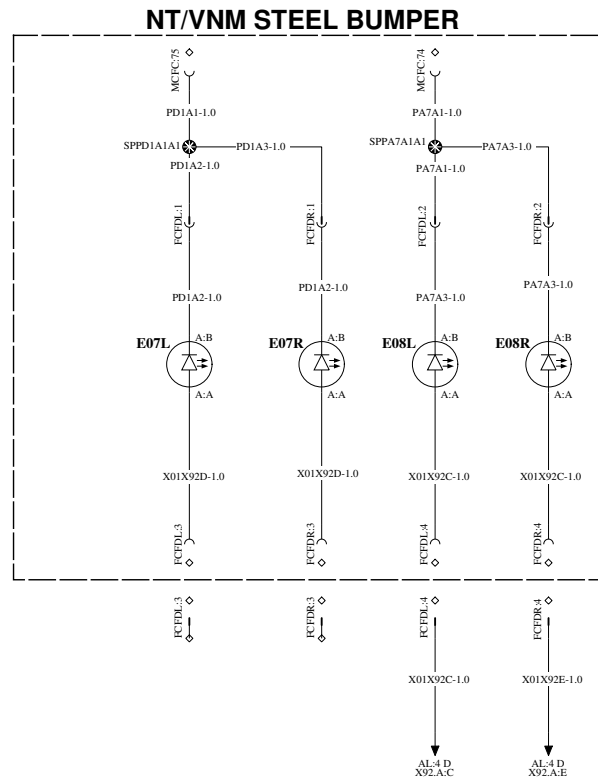 NT/VNM STEEL BUMPER
MCFC:75
MCFC:74
PD1A1-1.0
PA7A1-1.0
SPPD1A1A1
PD1A3-1.0
SPPA7A1A1
PA7A3-1.0
PD1A2-1.0
PA7A1-1.0
FCFDL:1
FCFDR:1
FCFDL:2
FCFDR:2
PD1A2-1.0
PD1A2-1.0
PA7A3-1.0
PA7A3-1.0
E07L
A:B
E07R
A:B
E08L
A:B
E08R
A:B
A:A
A:A
A:A
A:A
X01X92D-1.0
X01X92D-1.0
X01X92C-1.0
X01X92C-1.0
FCFDL:3
FCFDR:3
FCFDL:4
FCFDR:4
FCFDL:3
FCFDR:3
FCFDL:4
FCFDR:4
X01X92C-1.0
X01X92E-1.0
AL:4 D
X92.A:C
AL:4 D
X92.A:E